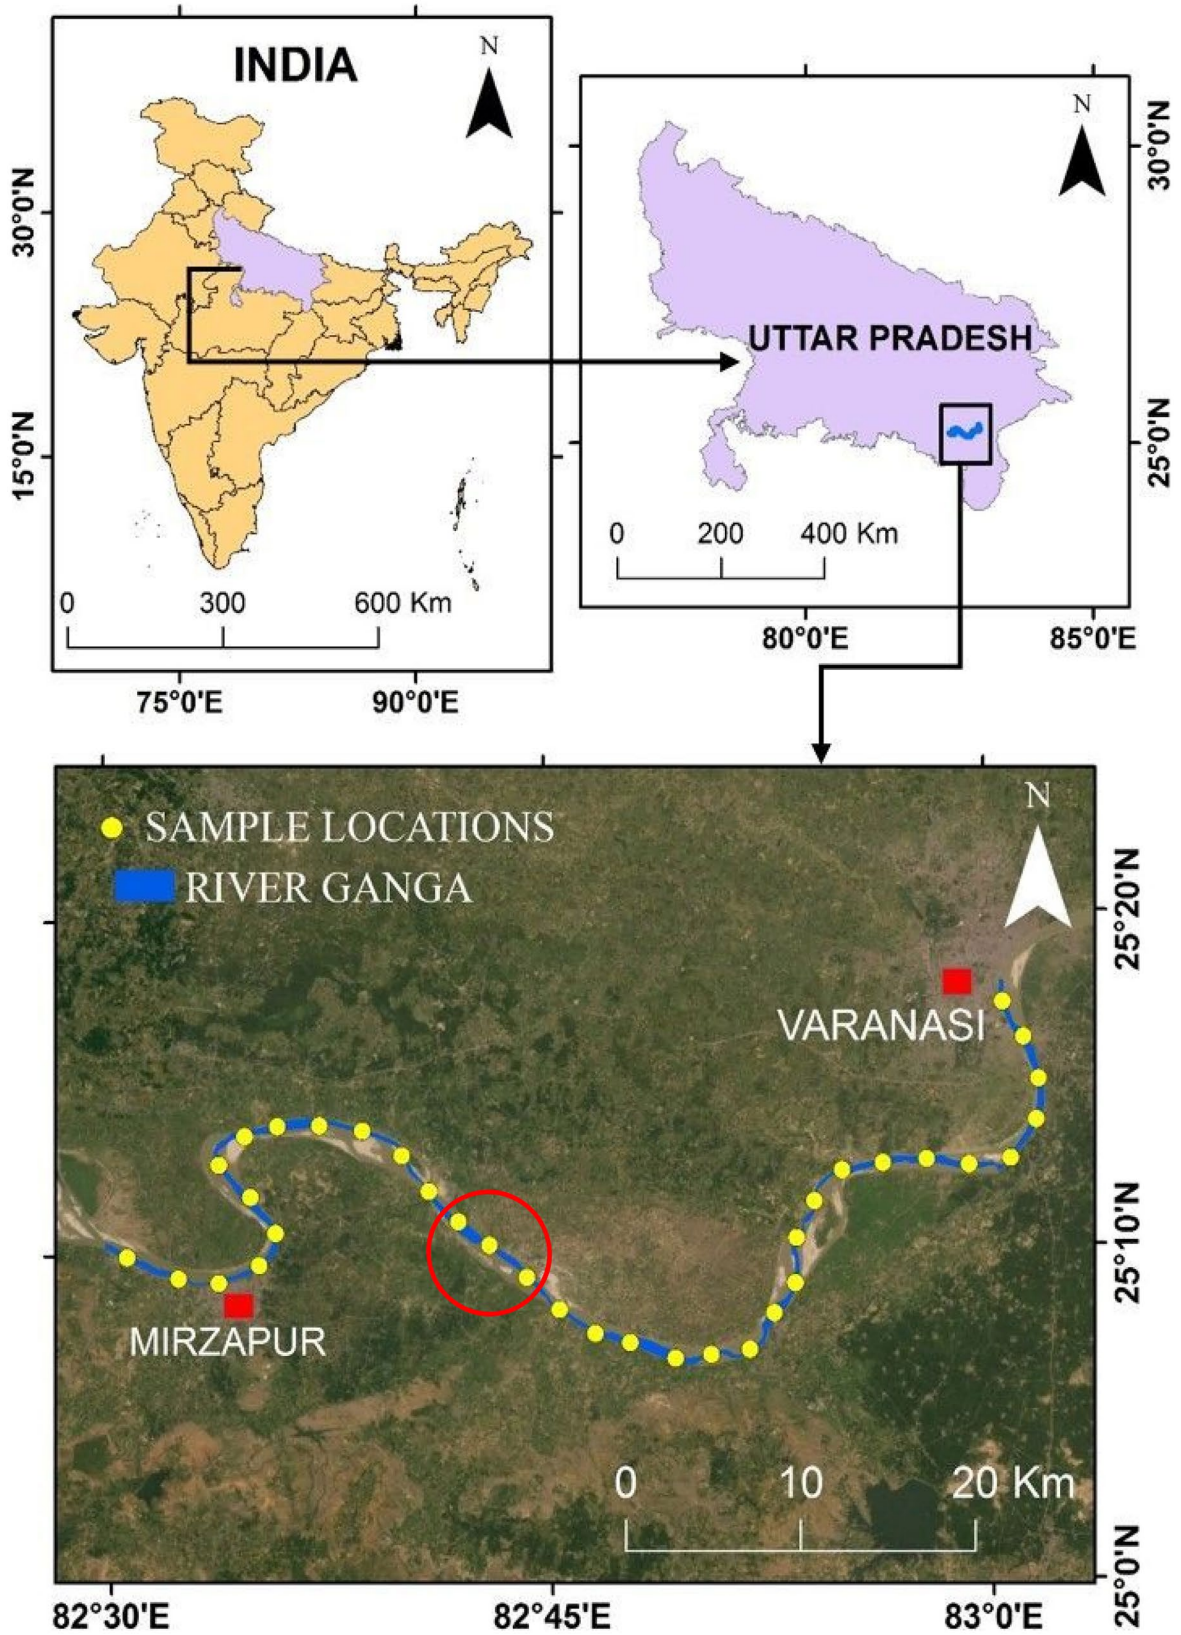 INDIA
N
30°0'N
15°0'N
0 300 600 Km
75°0'E 90°0'E
N
30°0'N
UTTAR PRADESH
25°0'N
0 200 400 Km
80°0'E 85°0'E
SAMPLE LOCATIONS
RIVER GANGA
N
25°20'N
VARANASI
25°10'N
MIRZAPUR
0 10 20 Km
25°0'N
82°30'E 82°45'E 83°0'E